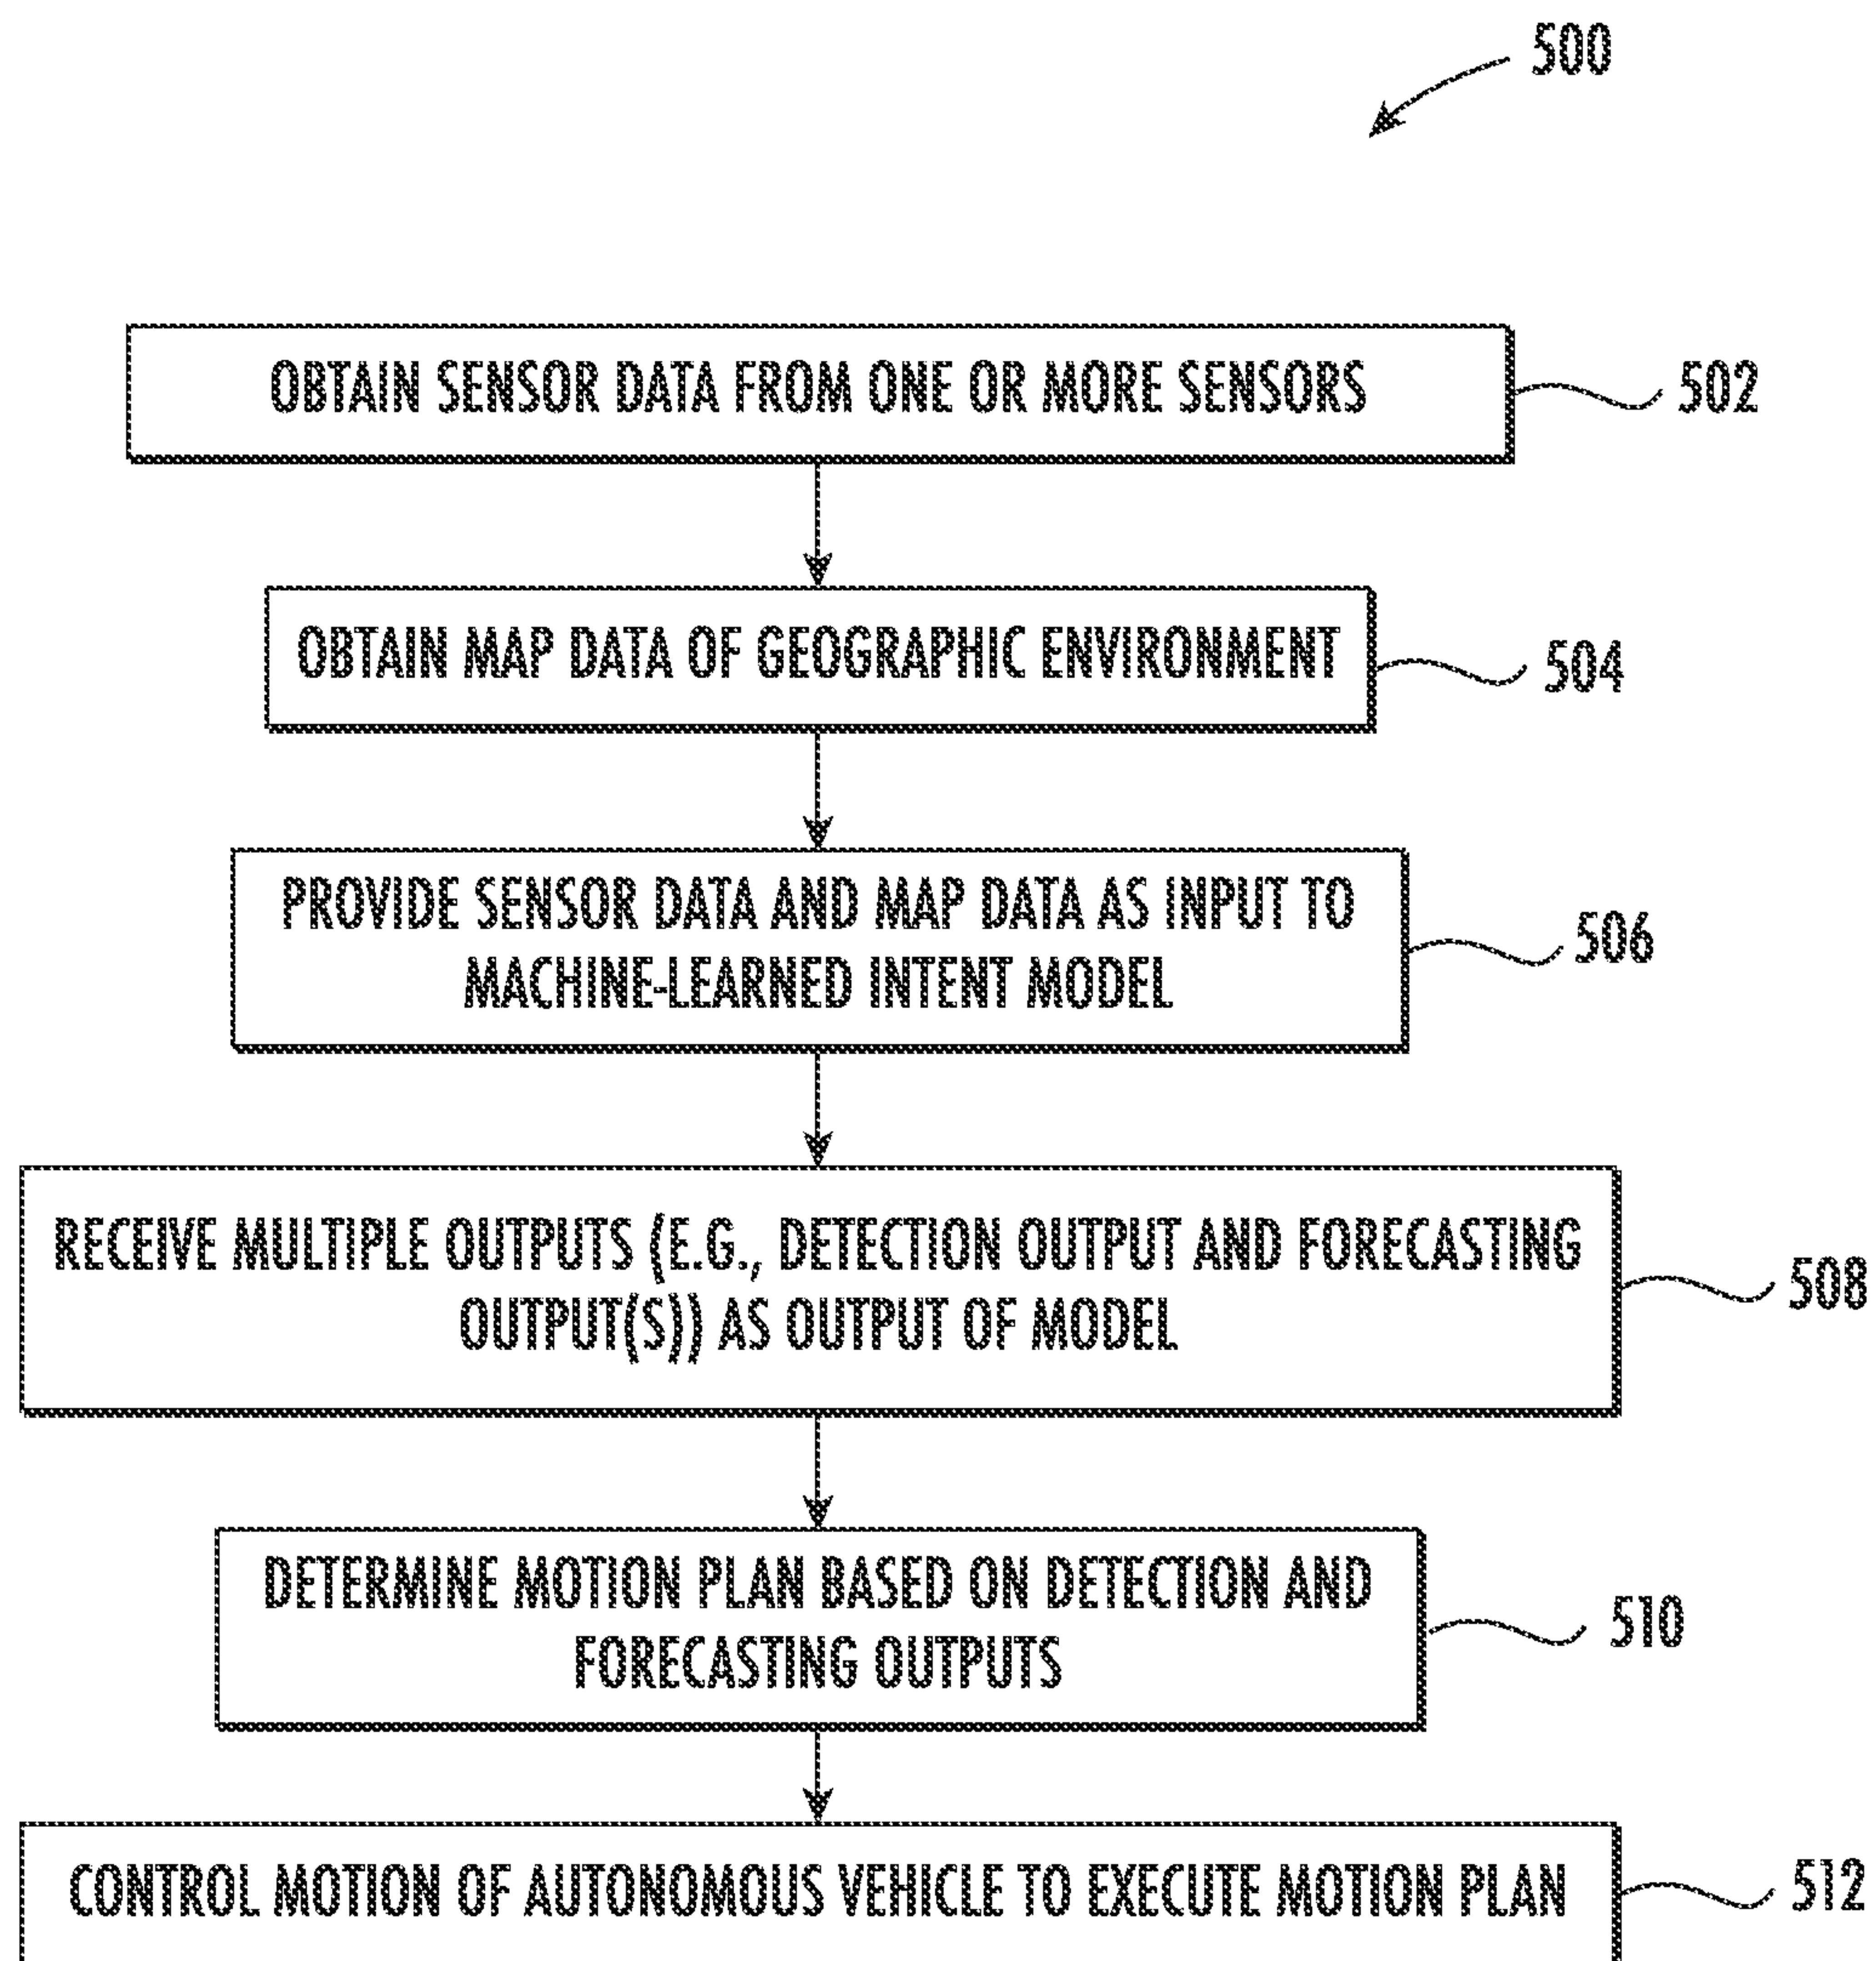 500
OBTAIN SENSOR DATA FROM ONE OR MORE SENSORS
502
OBTAIN MAP DATA OF GEOGRAPHIC ENVIRONMENT
504
PROVIDE SENSOR DATA AND MAP DATA AS INPUT TO
MACHINE-LEARNED INTENT MODEL
506
RECEIVE MULTIPLE OUTPUTS (E.G., DETECTION OUTPUT AND FORECASTING
OUTPUT(S)) AS OUTPUT OF MODEL
508
DETERMINE MOTION PLAN BASED ON DETECTION AND
FORECASTING OUTPUTS
510
CONTROL MOTION OF AUTONOMOUS VEHICLE TO EXECUTE MOTION PLAN
512